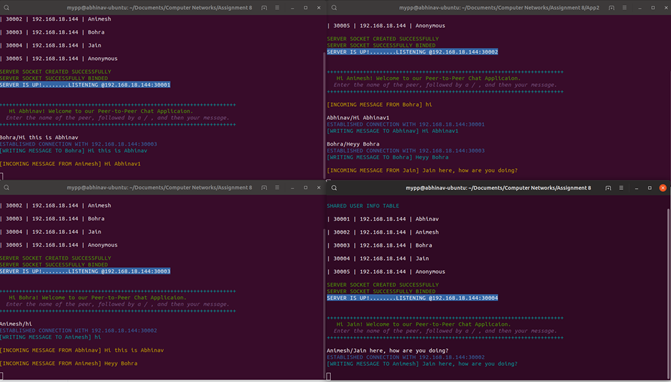 mypp@abhinav-ubuntu: ~/Documents/Computer Networks/Assignment 8
| 30002 | 192.168.18.144 | Animesh
| 30003 | 192.168.18.144 | Bohra
| 30004 | 192.168.18.144 | Jain
| 30005 | 192.168.18.144 | Anonymous
SERVER SOCKET CREATED SUCCESSFULLY
SERVER SOCKET SUCCESSFULLY BINDED
SERVER IS UP!........LISTENING @192.168.18.144:30001
++++++++++++++++++++++++++++++++++++++++++++++++++++++++++++++++++++++
Hi Abhinav! Welcome to our Peer-to-Peer Chat Applicaion.
Enter the name of the peer, followed by a / , and then your message.
++++++++++++++++++++++++++++++++++++++++++++++++++++++++++++++++++++++
Bohra/Hi this is Abhinav
ESTABLISHED CONNECTION WITH 192.168.18.144:30003
[WRITING MESSAGE TO Bohra] Hi this is Abhinav
[INCOMING MESSAGE FROM Animesh] Hi Abhinav1
mypp@abhinav-ubuntu: ~/Documents/Computer Networks/Assignment 8/App2
| 30005 | 192.168.18.144 | Anonymous
SERVER SOCKET CREATED SUCCESSFULLY
SERVER SOCKET SUCCESSFULLY BINDED
SERVER IS UP!........LISTENING @192.168.18.144:30002
++++++++++++++++++++++++++++++++++++++++++++++++++++++++++++++++++++++
Hi Animesh! Welcome to our Peer-to-Peer Chat Applicaion.
Enter the name of the peer, followed by a / , and then your message.
++++++++++++++++++++++++++++++++++++++++++++++++++++++++++++++++++++++
[INCOMING MESSAGE FROM Bohra] hi
Abhinav/Hi Abhinav1
ESTABLISHED CONNECTION WITH 192.168.18.144:30001
[WRITING MESSAGE TO Abhinav] Hi Abhinav1
Bohra/Heyy Bohra
ESTABLISHED CONNECTION WITH 192.168.18.144:30003
[WRITING MESSAGE TO Bohra] Heyy Bohra
[INCOMING MESSAGE FROM Jain] Jain here, how are you doing?
mypp@abhinav-ubuntu: ~/Documents/Computer Networks/Assignment 8
| 30002 | 192.168.18.144 | Animesh
| 30003 | 192.168.18.144 | Bohra
| 30004 | 192.168.18.144 | Jain
| 30005 | 192.168.18.144 | Anonymous
SERVER SOCKET CREATED SUCCESSFULLY
SERVER SOCKET SUCCESSFULLY BINDED
SERVER IS UP!........LISTENING @192.168.18.144:30003
++++++++++++++++++++++++++++++++++++++++++++++++++++++++++++++++++++++
Hi Bohra! Welcome to our Peer-to-Peer Chat Applicaion.
Enter the name of the peer, followed by a / , and then your message.
++++++++++++++++++++++++++++++++++++++++++++++++++++++++++++++++++++++
Animesh/hi
ESTABLISHED CONNECTION WITH 192.168.18.144:30002
[WRITING MESSAGE TO Animesh] hi
[INCOMING MESSAGE FROM Abhinav] Hi this is Abhinav
[INCOMING MESSAGE FROM Animesh] Heyy Bohra
mypp@abhinav-ubuntu: ~/Documents/Computer Networks/Assignment 8
SHARED USER INFO TABLE
| 30001 | 192.168.18.144 | Abhinav
| 30002 | 192.168.18.144 | Animesh
| 30003 | 192.168.18.144 | Bohra
| 30004 | 192.168.18.144 | Jain
| 30005 | 192.168.18.144 | Anonymous
SERVER SOCKET CREATED SUCCESSFULLY
SERVER SOCKET SUCCESSFULLY BINDED
SERVER IS UP!........LISTENING @192.168.18.144:30004
++++++++++++++++++++++++++++++++++++++++++++++++++++++++++++++++++++++
Hi Jain! Welcome to our Peer-to-Peer Chat Applicaion.
Enter the name of the peer, followed by a / , and then your message.
++++++++++++++++++++++++++++++++++++++++++++++++++++++++++++++++++++++
Animesh/Jain here, how are you doing?
ESTABLISHED CONNECTION WITH 192.168.18.144:30002
[WRITING MESSAGE TO Animesh] Jain here, how are you doing?